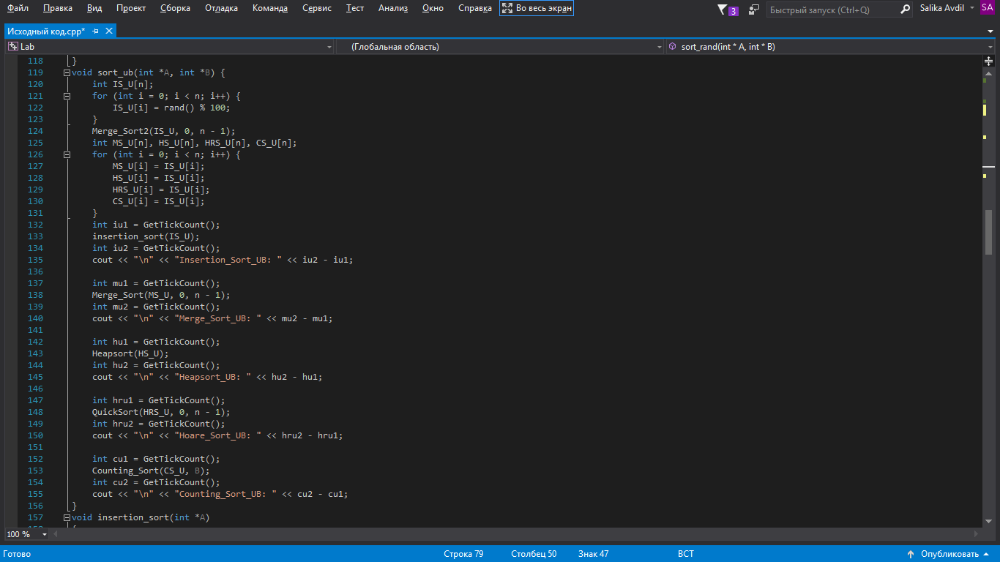 Файл Правка Вид Проект Сборка Отладка Команда Сервис Тест Анализ Окно Справка Во весь экран 3 Быстрый запуск (Ctrl+Q) Salika Avdil SA
Исходный код.cpp*
Lab (Глобальная область) sort_rand(int * A, int * B)
118 }
119 void sort_ub(int *A, int *B) {
120 int IS_U[n];
121 for (int i = 0; i < n; i++) {
122 IS_U[i] = rand() % 100;
123 }
124 Merge_Sort2(IS_U, 0, n - 1);
125 int MS_U[n], HS_U[n], HRS_U[n], CS_U[n];
126 for (int i = 0; i < n; i++) {
127 MS_U[i] = IS_U[i];
128 HS_U[i] = IS_U[i];
129 HRS_U[i] = IS_U[i];
130 CS_U[i] = IS_U[i];
131 }
132 int iu1 = GetTickCount();
133 insertion_sort(IS_U);
134 int iu2 = GetTickCount();
135 cout << "\n" << "Insertion_Sort_UB: " << iu2 - iu1;
136
137 int mu1 = GetTickCount();
138 Merge_Sort(MS_U, 0, n - 1);
139 int mu2 = GetTickCount();
140 cout << "\n" << "Merge_Sort_UB: " << mu2 - mu1;
141
142 int hu1 = GetTickCount();
143 Heapsort(HS_U);
144 int hu2 = GetTickCount();
145 cout << "\n" << "Heapsort_UB: " << hu2 - hu1;
146
147 int hru1 = GetTickCount();
148 QuickSort(HRS_U, 0, n - 1);
149 int hru2 = GetTickCount();
150 cout << "\n" << "Hoare_Sort_UB: " << hru2 - hru1;
151
152 int cu1 = GetTickCount();
153 Counting_Sort(CS_U, B);
154 int cu2 = GetTickCount();
155 cout << "\n" << "Counting_Sort_UB: " << cu2 - cu1;
156 }
157 void insertion_sort(int *A)
100 %
Готово Строка 79 Столбец 50 Знак 47 ВСТ Опубликовать